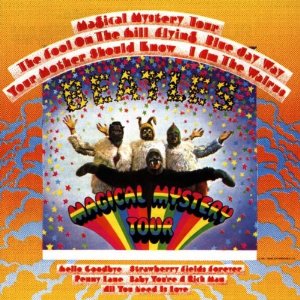 Magical Mystery Tour
The Fool On The Hill Flying Blue Jay Way
Your Mother Should Know I Am The Walrus
BEATLES
MAGICAL MYSTERY
TOUR
Hello Goodbye Strawberry Fields Forever
Penny Lane Baby You're A Rich Man
All You Need Is Love